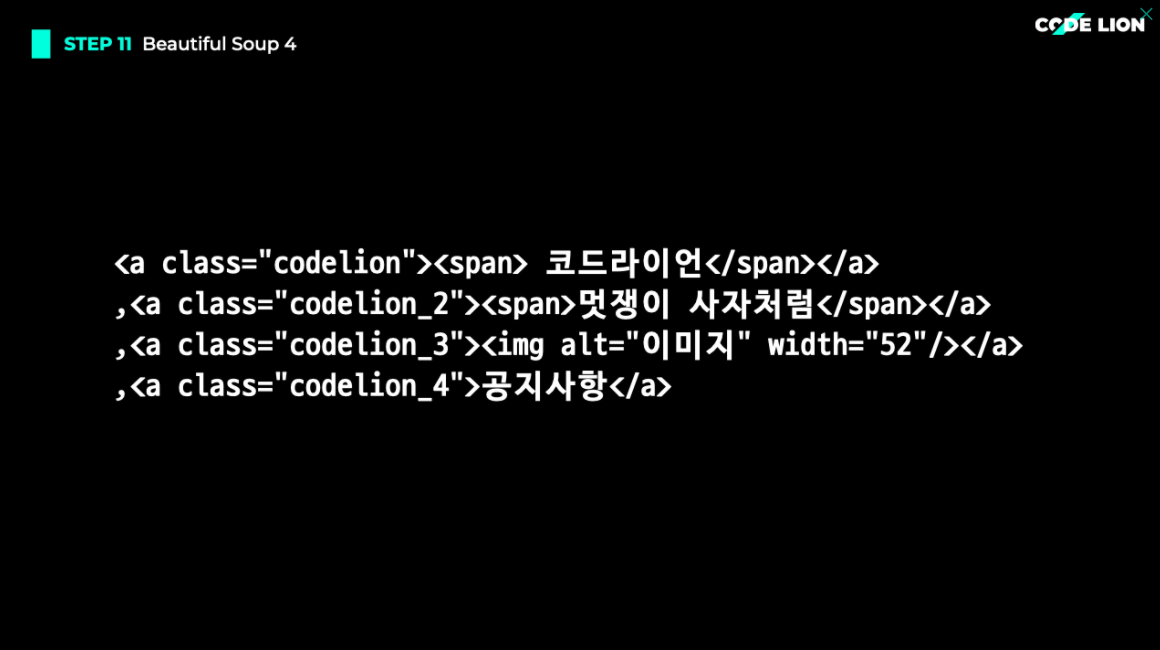 STEP 11 Beautiful Soup 4
CODE LION
<a class="codelion"><span> 코드라이언</span></a>
,<a class="codelion_2"><span>멋쟁이 사자처럼</span></a>
,<a class="codelion_3"><img alt="이미지" width="52"/></a>
,<a class="codelion_4">공지사항</a>